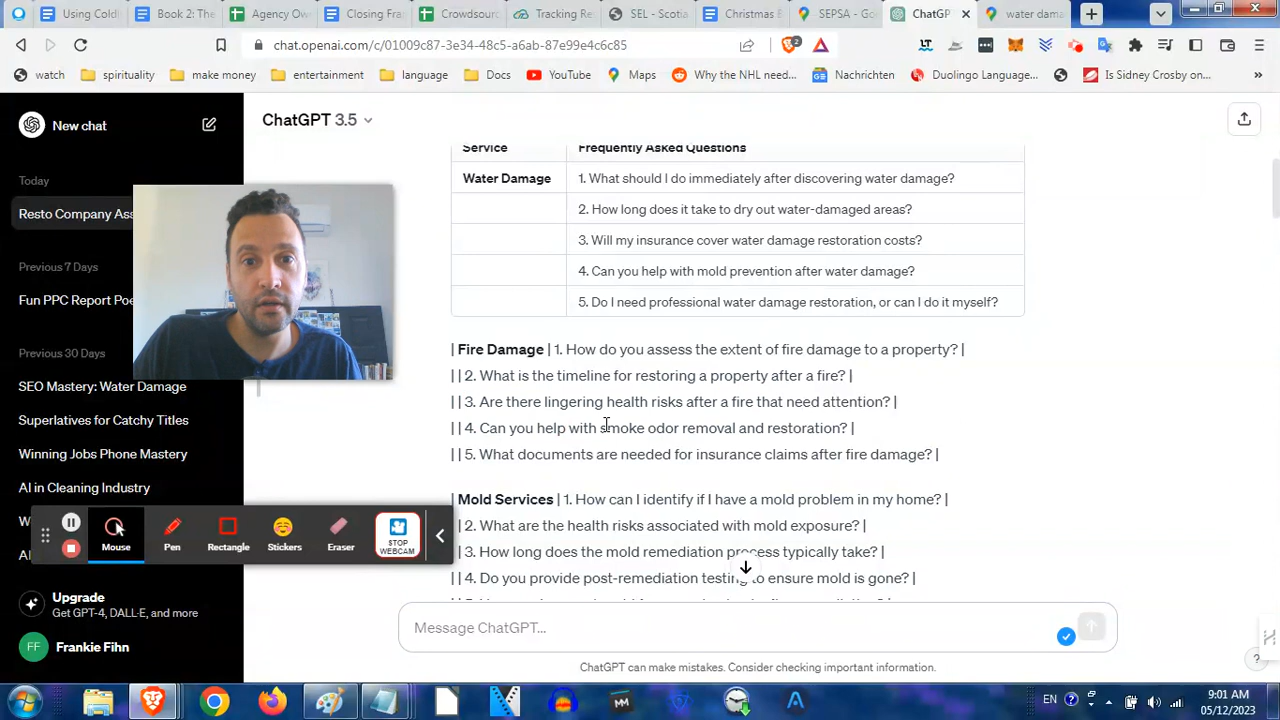 Using Cold
Book 2: The
Agency Ow
Closing Fram
Crowdsour
Training Re
SEL - Scotia
Christmas B
SEPSA - Go
ChatGP
water dama
chat.openai.com/c/01009c87-3e34-48c5-a6eb-87e99e4c6c85
2
watch
spirituality
make money
entertainment
language
Docs
YouTube
Maps
Why the NHL need...
Nachrichten
Duolingo Language...
Is Sidney Crosby on...
New chat
Today
Resto Company Ass
Previous 7 Days
Fun PPC Report Poe
Previous 30 Days
SEO Mastery: Water Damage
Superlatives for Catchy Titles
Winning Jobs Phone Mastery
AI in Cleaning Industry
Upgrade
Get GPT-4, DALL-E, and more
FF
Frankie Fihn
Mouse
Pen
Rectangle
Stickers
Eraser
STOP
WEBCAM
ChatGPT 3.5
Service
Frequently Asked Questions
Water Damage
1. What should I do immediately after discovering water damage?
2. How long does it take to dry out water-damaged areas?
3. Will my insurance cover water damage restoration costs?
4. Can you help with mold prevention after water damage?
5. Do I need professional water damage restoration, or can I do it myself?
| Fire Damage | 1. How do you assess the extent of fire damage to a property? |
| | 2. What is the timeline for restoring a property after a fire? |
| | 3. Are there lingering health risks after a fire that need attention? |
| | 4. Can you help with smoke odor removal and restoration? |
| | 5. What documents are needed for insurance claims after fire damage? |
| Mold Services | 1. How can I identify if I have a mold problem in my home? |
| | 2. What are the health risks associated with mold exposure? |
| | 3. How long does the mold remediation process typically take? |
| | 4. Do you provide post-remediation testing to ensure mold is gone? |
Message ChatGPT...
ChatGPT can make mistakes. Consider checking important information.
?
EN
9:01 AM
05/12/2023